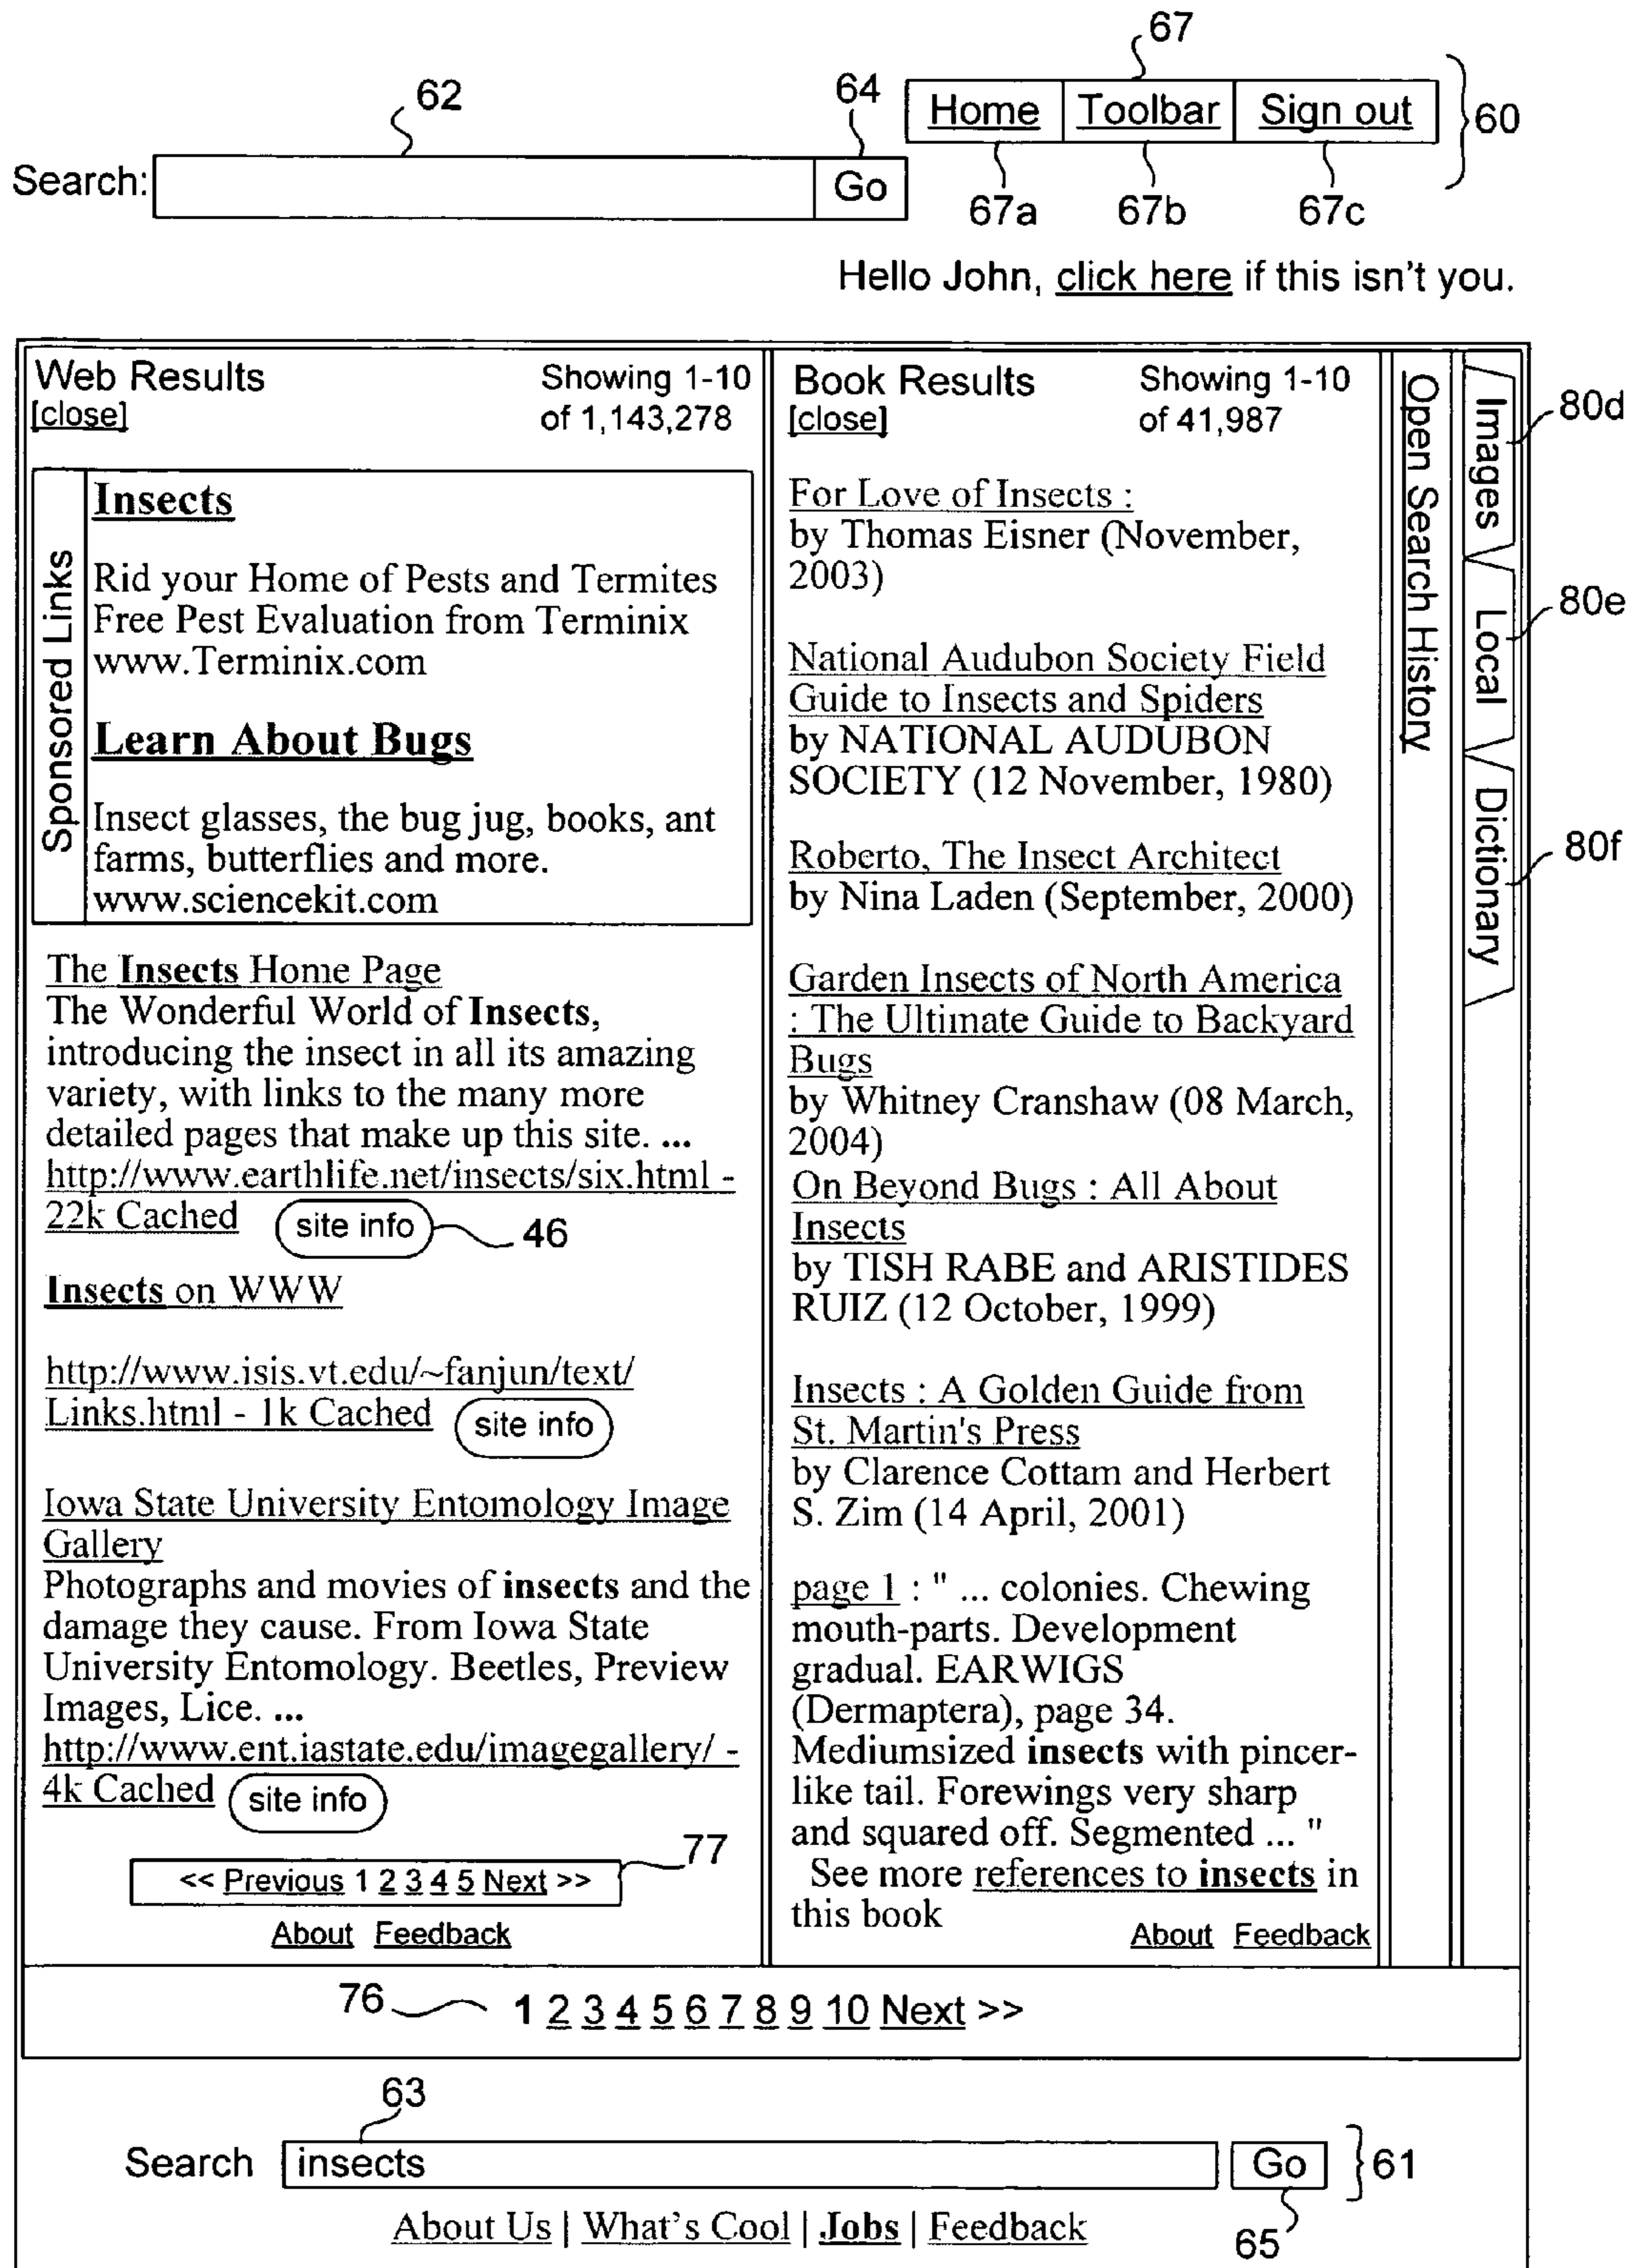 67
62
64
Home Toolbar Sign out
60
Search:
Go
67a 67b 67c
Hello John, click here if this isn't you.
Web Results
[close]
Showing 1-10
of 1,143,278
Sponsored Links
Insects
Rid your Home of Pests and Termites
Free Pest Evaluation from Terminix
www.Terminix.com
Learn About Bugs
Insect glasses, the bug jug, books, ant
farms, butterflies and more.
www.sciencekit.com
The Insects Home Page
The Wonderful World of Insects,
introducing the insect in all its amazing
variety, with links to the many more
detailed pages that make up this site. ...
http://www.earthlife.net/insects/six.html -
22k Cached site info 46
Insects on WWW
http://www.isis.vt.edu/~fanjun/text/
Links.html - 1k Cached site info
Iowa State University Entomology Image
Gallery
Photographs and movies of insects and the
damage they cause. From Iowa State
University Entomology. Beetles, Preview
Images, Lice. ...
http://www.ent.iastate.edu/imagegallery/ -
4k Cached site info
77
<< Previous 1 2 3 4 5 Next >>
About Feedback
Book Results
[close]
Showing 1-10
of 41,987
For Love of Insects :
by Thomas Eisner (November,
2003)
National Audubon Society Field
Guide to Insects and Spiders
by NATIONAL AUDUBON
SOCIETY (12 November, 1980)
Roberto, The Insect Architect
by Nina Laden (September, 2000)
Garden Insects of North America
: The Ultimate Guide to Backyard
Bugs
by Whitney Cranshaw (08 March,
2004)
On Beyond Bugs : All About
Insects
by TISH RABE and ARISTIDES
RUIZ (12 October, 1999)
Insects : A Golden Guide from
St. Martin's Press
by Clarence Cottam and Herbert
S. Zim (14 April, 2001)
page 1 : " ... colonies. Chewing
mouth-parts. Development
gradual. EARWIGS
(Dermaptera), page 34.
Mediumsized insects with pincer-
like tail. Forewings very sharp
and squared off. Segmented ... "
See more references to insects in
this book
About Feedback
Open Search History
Images
80d
Local
80e
Dictionary
80f
76
1 2 3 4 5 6 7 8 9 10 Next >>
63
Search insects Go 61
65
About Us | What's Cool | Jobs | Feedback